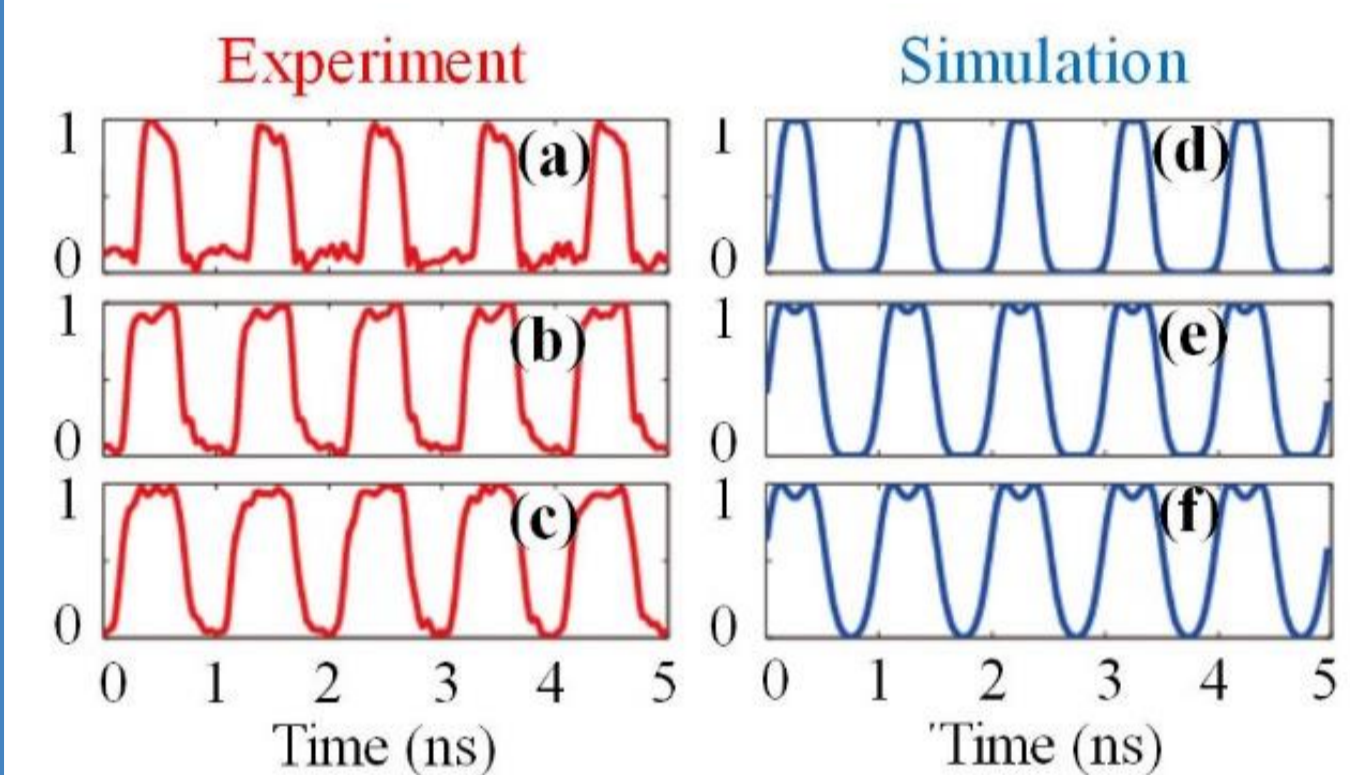 Experiment Simulation
1 (a) 1 (d)
0 0
1 (b) 1 (e)
0 0
1 (c) 1 (f)
0 0
0 1 2 3 4 5 0 1 2 3 4 5
Time (ns) Time (ns)